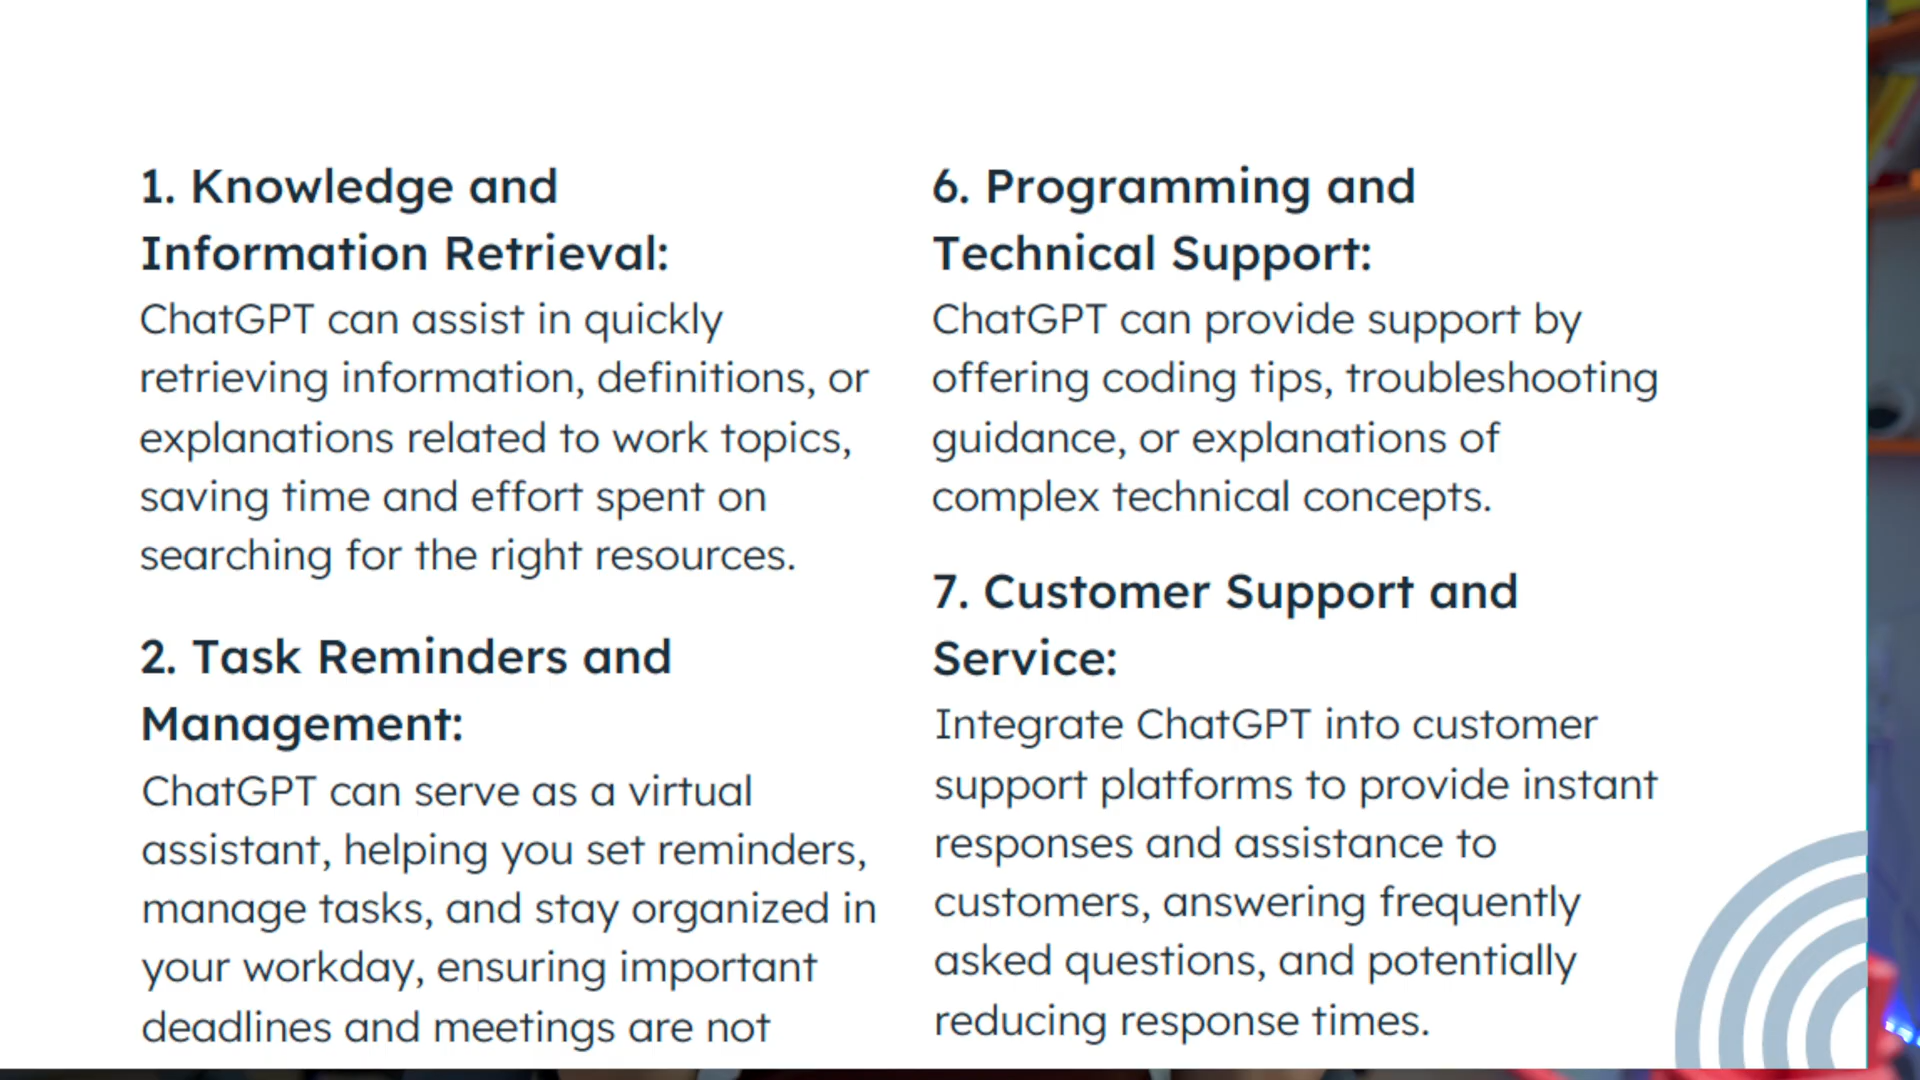 1. Knowledge and
Information Retrieval:
ChatGPT can assist in quickly
retrieving information, definitions, or
explanations related to work topics,
saving time and effort spent on
searching for the right resources.
2. Task Reminders and
Management:
ChatGPT can serve as a virtual
assistant, helping you set reminders,
manage tasks, and stay organized in
your workday, ensuring important
deadlines and meetings are not
6. Programming and
Technical Support:
ChatGPT can provide support by
offering coding tips, troubleshooting
guidance, or explanations of
complex technical concepts.
7. Customer Support and
Service:
Integrate ChatGPT into customer
support platforms to provide instant
responses and assistance to
customers, answering frequently
asked questions, and potentially
reducing response times.